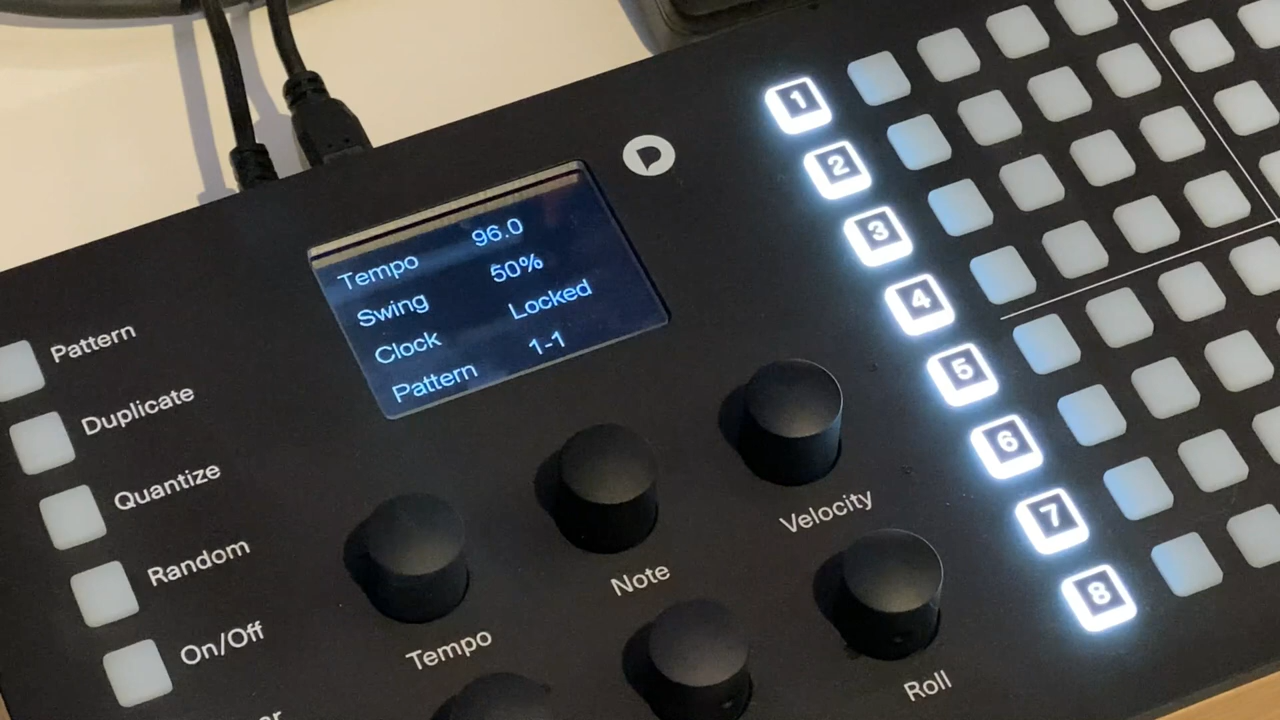 Tempo 96.0
Swing 50%
Clock Locked
Pattern 1-1
Pattern
Duplicate
Quantize
Random
On/Off
Tempo
Note
Velocity
Roll
1
2
3
4
5
6
7
8